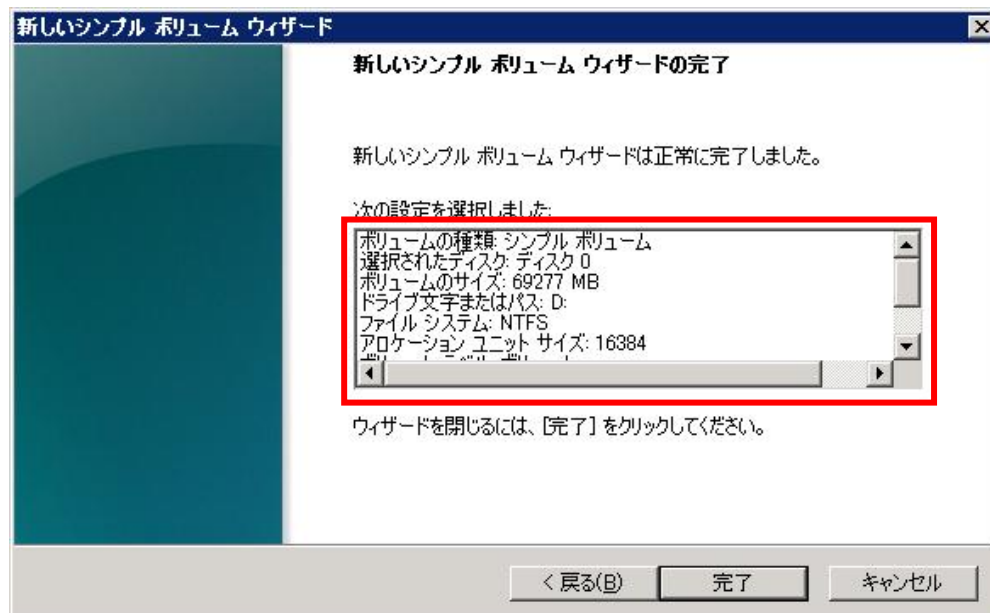 新しいシンプル ボリューム ウィザード
新しいシンプル ボリューム ウィザードの完了
新しいシンプル ボリューム ウィザードは正常に完了しました。
次の設定を選択しました:
ボリュームの種類: シンプル ボリューム
選択されたディスク: ディスク 0
ボリュームのサイズ: 69277 MB
ドライブ文字またはパス: D:
ファイル システム: NTFS
アロケーション ユニット サイズ: 16384
ウィザードを閉じるには、[完了] をクリックしてください。
< 戻る(B)
完了
キャンセル